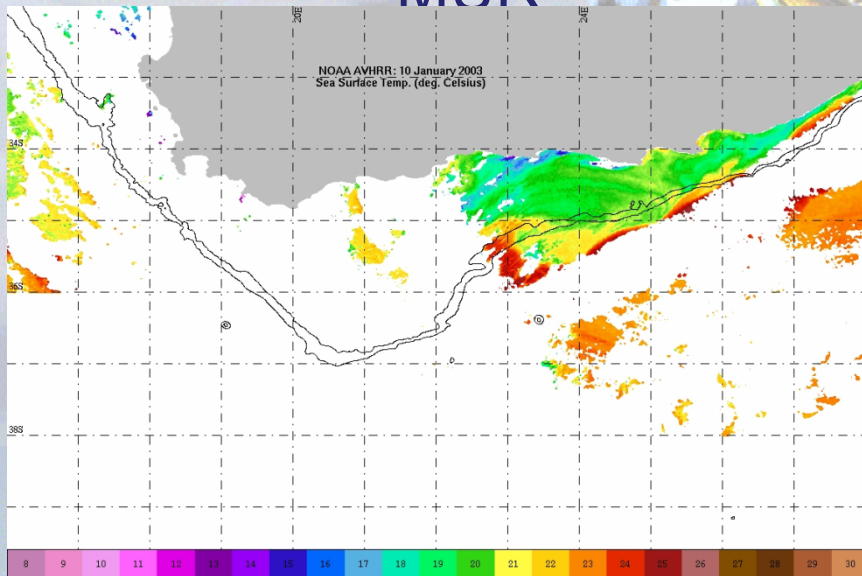 MUR
20E
24E
NOAA AVHRR: 10 January 2003
Sea Surface Temp. (deg. Celsius)
34S
36S
38S
8 9 10 11 12 13 14 15 16 17 18 19 20 21 22 23 24 25 26 27 28 29 30